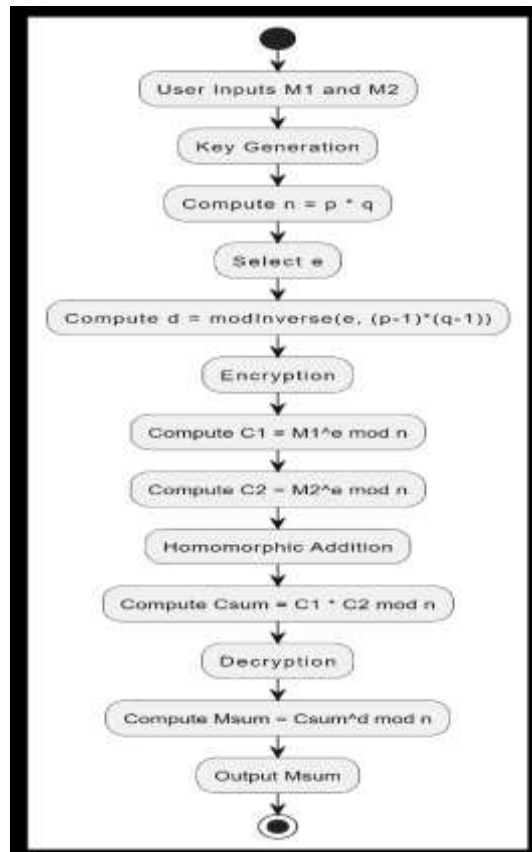 User Inputs M1 and M2
Key Generation
Compute n = p * q
Select e
Compute d = modInverse(e, (p-1)*(q-1))
Encryption
Compute C1 = M1^e mod n
Compute C2 = M2^e mod n
Homomorphic Addition
Compute Csum = C1 * C2 mod n
Decryption
Compute Msum = Csum^d mod n
Output Msum